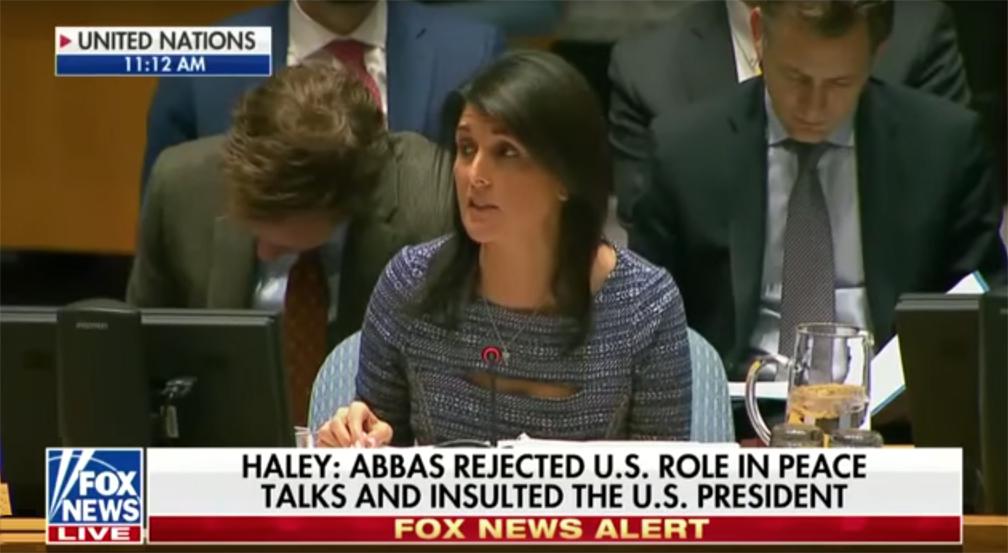 UNITED NATIONS
11:12 AM
HALEY: ABBAS REJECTED U.S. ROLE IN PEACE
TALKS AND INSULTED THE U.S. PRESIDENT
FOX NEWS ALERT
FOX
NEWS
LIVE